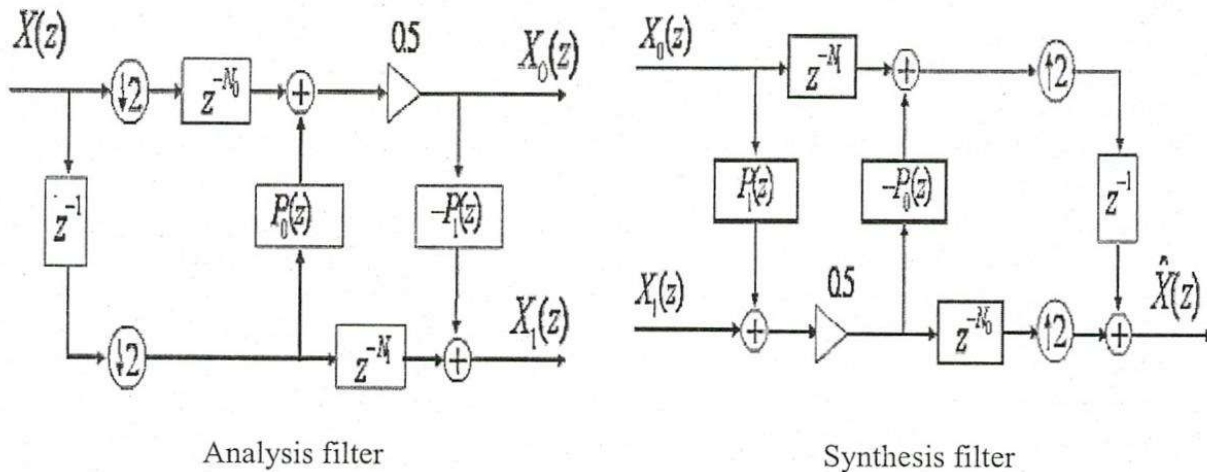 X(z)
↓2
z^{-N_0}
+
0.5
X_0(z)
z^{-1}
P_0(z)
-P_1(z)
↓2
z^{-N_1}
+
X_1(z)
Analysis filter
X_0(z)
z^{-N_1}
+
↑2
P_1(z)
-P_0(z)
z^{-1}
X_1(z)
+
0.5
z^{-N_0}
↑2
+
X̂(z)
Synthesis filter